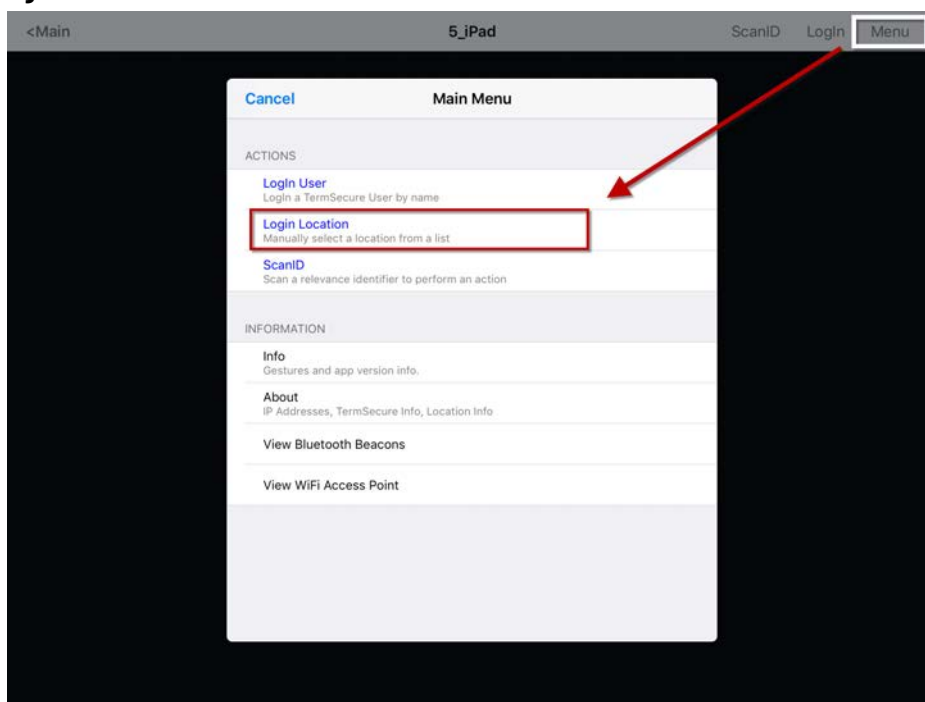 <Main 5_iPad ScanID LogIn Menu
Cancel Main Menu
ACTIONS
LogIn User
LogIn a TermSecure User by name
Login Location
Manually select a location from a list
ScanID
Scan a relevance identifier to perform an action
INFORMATION
Info
Gestures and app version info.
About
IP Addresses, TermSecure Info, Location Info
View Bluetooth Beacons
View WiFi Access Point